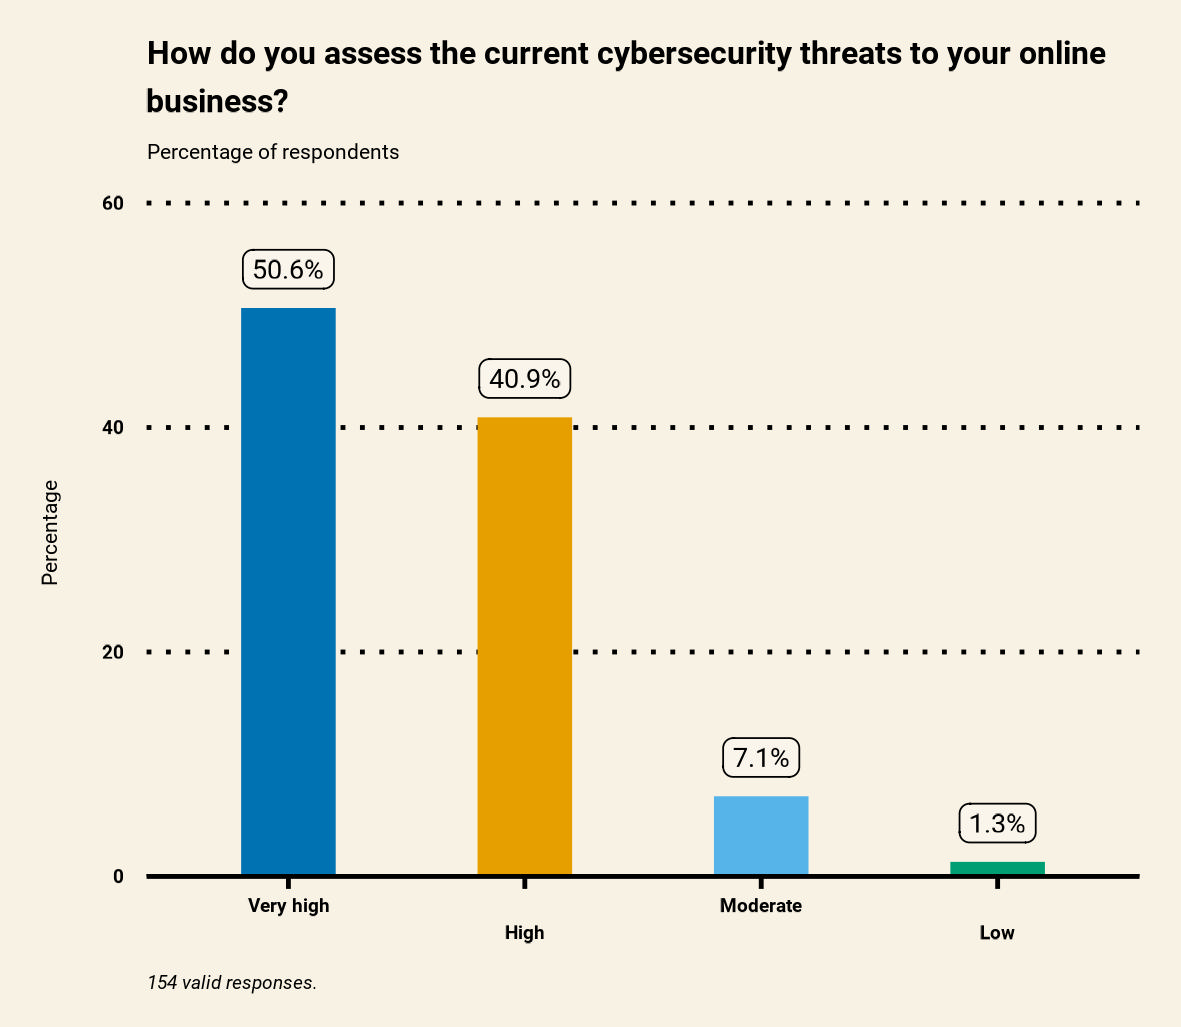 How do you assess the current cybersecurity threats to your online
business?
Percentage of respondents
60
50.6%
40.9%
40
Percentage
20
7.1%
1.3%
0
Very high
Moderate
High
Low
154 valid responses.